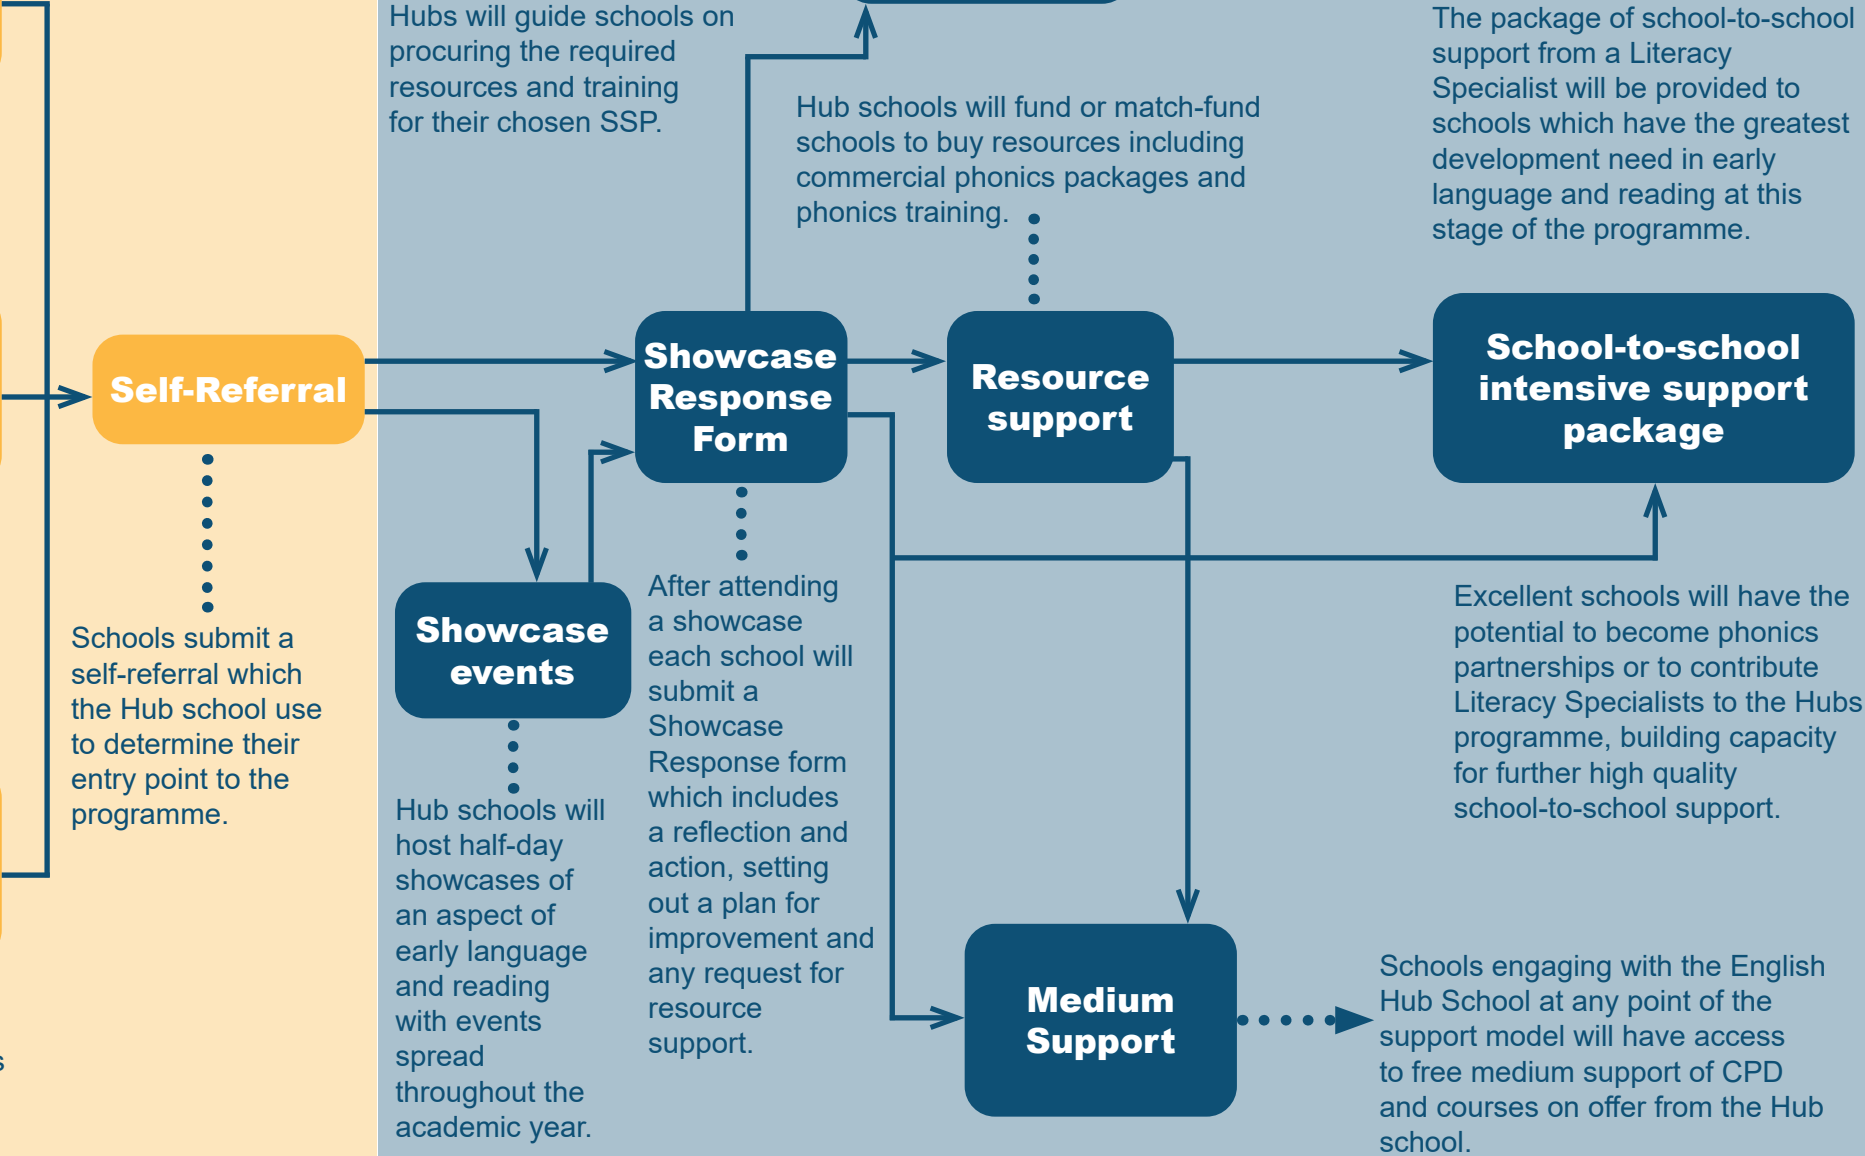 Hubs will guide schools on
procuring the required
resources and training
for their chosen SSP.
Hub schools will fund or match-fund
schools to buy resources including
commercial phonics packages and
phonics training.
The package of school-to-school
support from a Literacy
Specialist will be provided to
schools which have the greatest
development need in early
language and reading at this
stage of the programme.
Self-Referral
Showcase
Response
Form
Resource
support
School-to-school
intensive support
package
Schools submit a
self-referral which
the Hub school use
to determine their
entry point to the
programme.
Showcase
events
Hub schools will
host half-day
showcases of
an aspect of
early language
and reading
with events
spread
throughout the
academic year.
After attending
a showcase
each school will
submit a
Showcase
Response form
which includes
a reflection and
action, setting
out a plan for
improvement and
any request for
resource
support.
Excellent schools will have the
potential to become phonics
partnerships or to contribute
Literacy Specialists to the Hubs
programme, building capacity
for further high quality
school-to-school support.
Medium
Support
Schools engaging with the English
Hub School at any point of the
support model will have access
to free medium support of CPD
and courses on offer from the Hub
school.